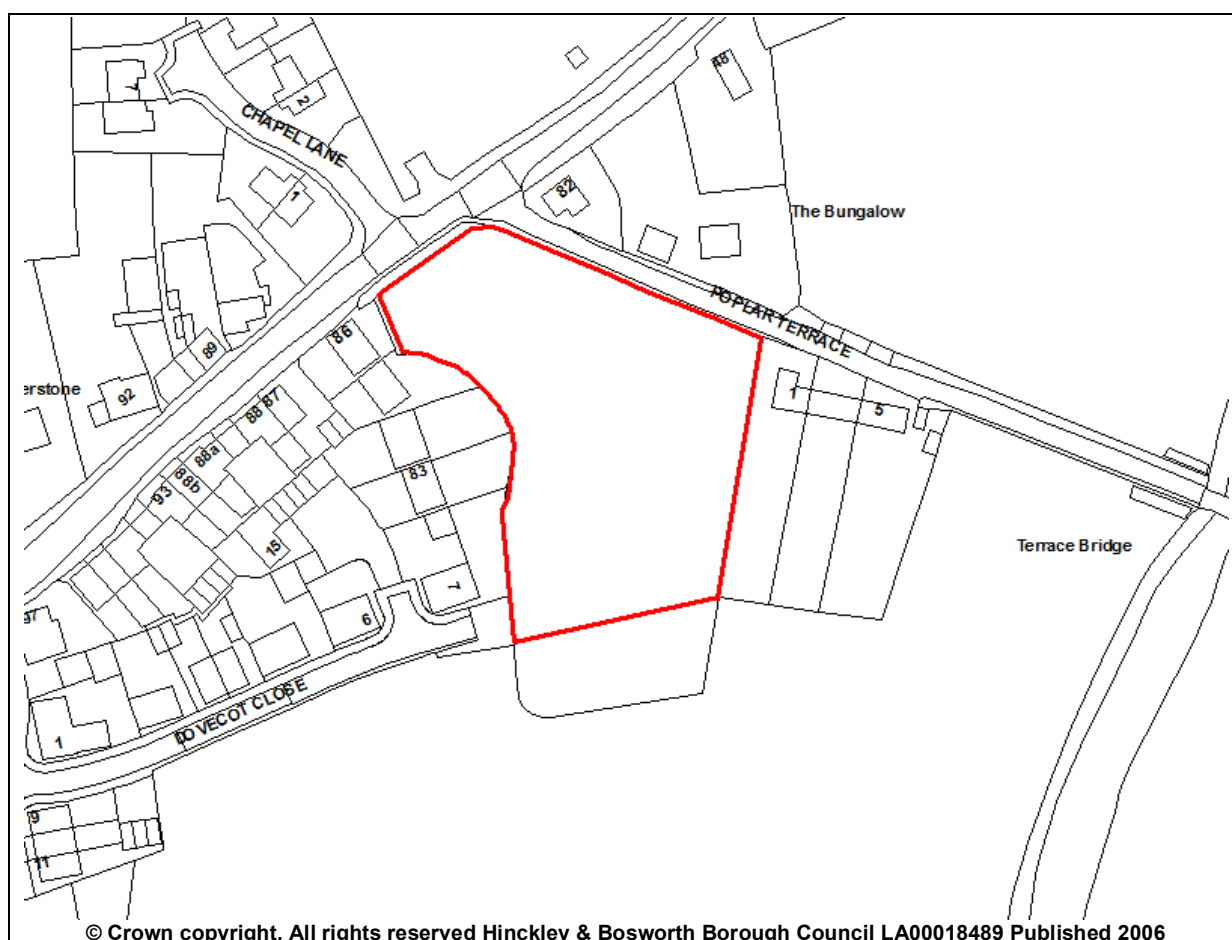 48
7
2
CHAPEL LANE
1
82
The Bungalow
POPLAR TERRACE
86
89
erstone
92
87
88
1
5
88a
83
88b
93
15
Terrace Bridge
7
6
97
DOVECOT CLOSE
1
9
11
© Crown copyright. All rights reserved Hinckley & Bosworth Borough Council LA00018489 Published 2006